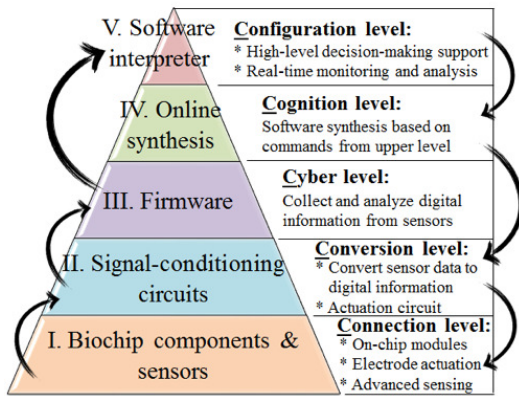 V. Software
interpreter
Configuration level:
* High-level decision-making support
* Real-time monitoring and analysis
IV. Online
synthesis
Cognition level:
Software synthesis based on
commands from upper level
III. Firmware
Cyber level:
Collect and analyze digital
information from sensors
II. Signal-conditioning
circuits
Conversion level:
* Convert sensor data to
digital information
* Actuation circuit
I. Biochip components &
sensors
Connection level:
* On-chip modules
* Electrode actuation
* Advanced sensing